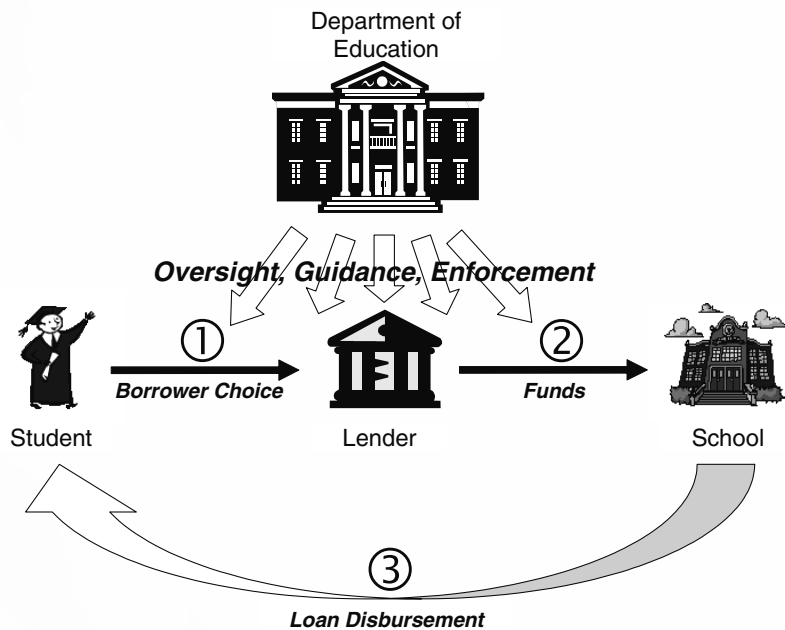 Department of
Education
Oversight, Guidance, Enforcement
①
②
Borrower Choice
Funds
Student
Lender
School
③
Loan Disbursement